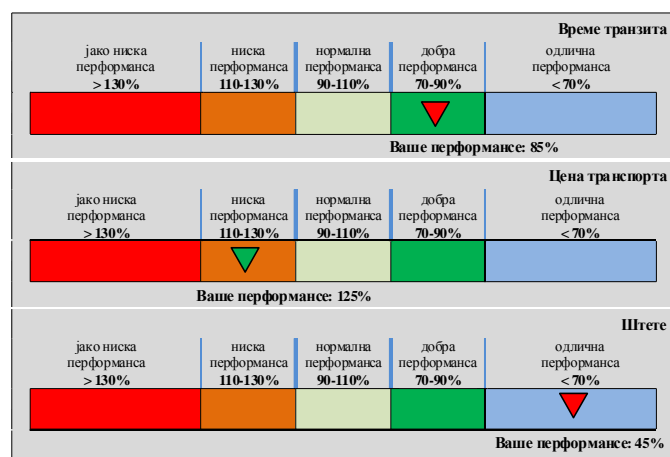 Време транзита
јако ниска ниска нормална добра одлична
перформанса перформанса перформанса перформанса перформанса
>130% 110-130% 90-110% 70-90% <70%
Ваше перформансе: 85%
Цена транспорта
јако ниска ниска нормална добра одлична
перформанса перформанса перформанса перформанса перформанса
>130% 110-130% 90-110% 70-90% <70%
Ваше перформансе: 125%
Штете
јако ниска ниска нормална добра одлична
перформанса перформанса перформанса перформанса перформанса
>130% 110-130% 90-110% 70-90% <70%
Ваше перформансе: 45%